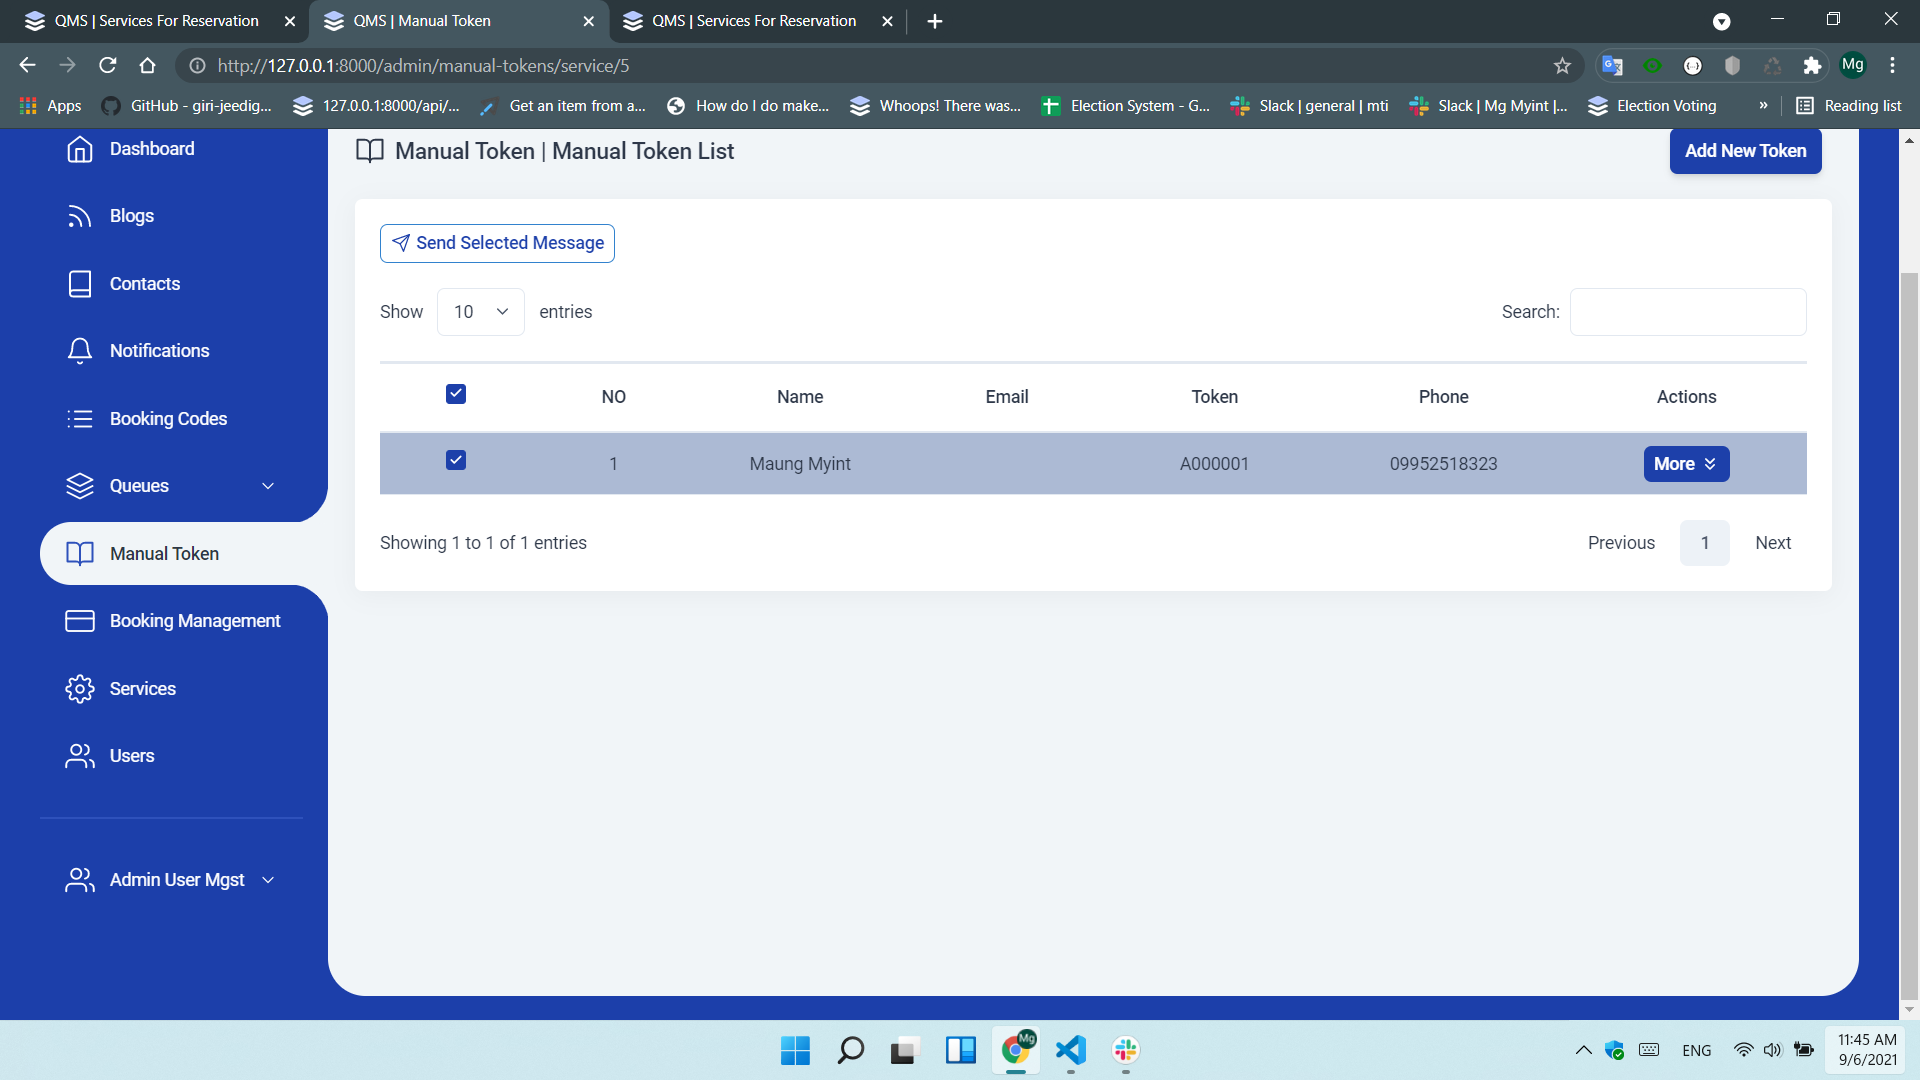 QMS | Services For Reservation
QMS | Manual Token
QMS | Services For Reservation
http://127.0.0.1:8000/admin/manual-tokens/service/5
Mg
Apps
GitHub - giri-jeedig...
127.0.0.1:8000/api/...
Get an item from a...
How do I do make...
Whoops! There was...
Election System - G...
Slack | general | mti
Slack | Mg Myint |...
Election Voting
»
Reading list
Dashboard
Blogs
Contacts
Notifications
Booking Codes
Queues
Manual Token
Booking Management
Services
Users
Admin User Mgst
Manual Token | Manual Token List
Add New Token
Send Selected Message
Show 10 entries
Search:
NO Name Email Token Phone Actions
1 Maung Myint A000001 09952518323 More
Showing 1 to 1 of 1 entries
Previous 1 Next
Mg
ENG
11:45 AM
9/6/2021